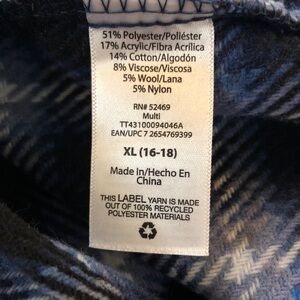 51% Polyester/Poliéster
17% Acrylic/Fibra Acrílica
14% Cotton/Algodón
8% Viscose/Viscosa
5% Wool/Lana
5% Nylon
RN# 52469
Multi
TT43100094046A
EAN/UPC 7 2654769399
XL (16-18)
Made In/Hecho En
China
THIS LABEL YARN IS MADE
OUT OF 100% RECYCLED
POLYESTER MATERIALS